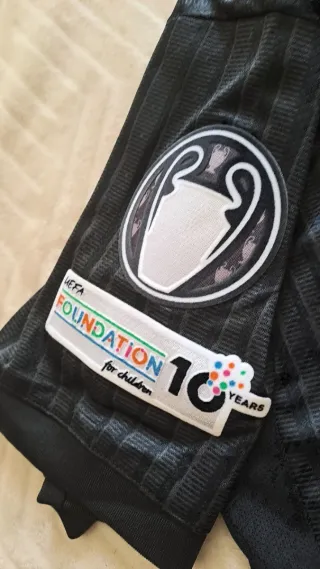 UEFA
FOUNDATION
for children
10 YEARS